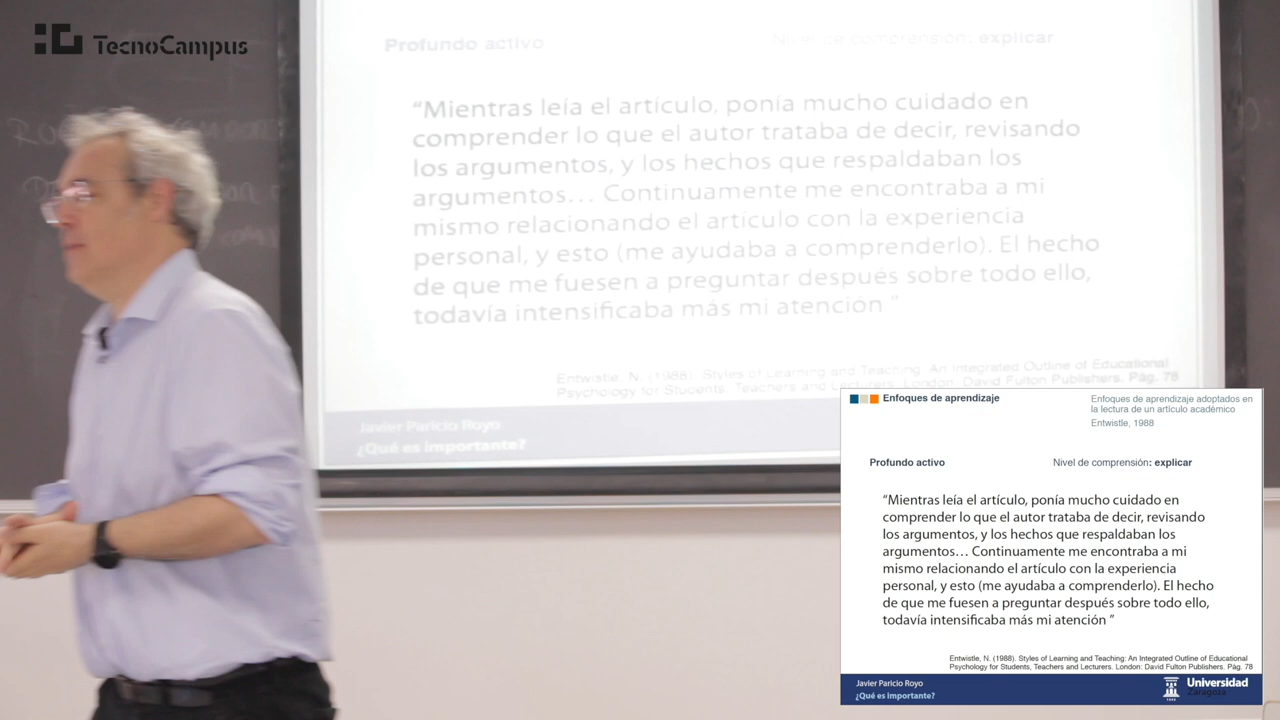 TecnoCampus
Profundo activo
Nivel de comprensión, explicar
“Mientras leía el artículo, ponía mucho cuidado en
comprender lo que el autor trataba de decir, revisando
los argumentos, y los hechos que respaldaban los
argumentos… Continuamente me encontraba a mi
mismo relacionando el artículo con la experiencia
personal, y esto (me ayudaba a comprenderlo). El hecho
de que me fuesen a preguntar después sobre todo ello,
todavía intensificaba más mi atención ”
Entwistle, N. (1988). Styles of Learning and Teaching: An Integrated Outline of Educational
Psychology for Students, Teachers and Lecturers. London: David Fulton Publishers. Pág. 78
Javier Paricio Royo
¿Qué es importante?
Enfoques de aprendizaje
Enfoques de aprendizaje adoptados en
la lectura de un artículo académico
Entwistle, 1988
Profundo activo
Nivel de comprensión: explicar
“Mientras leía el artículo, ponía mucho cuidado en
comprender lo que el autor trataba de decir, revisando
los argumentos, y los hechos que respaldaban los
argumentos… Continuamente me encontraba a mi
mismo relacionando el artículo con la experiencia
personal, y esto (me ayudaba a comprenderlo). El hecho
de que me fuesen a preguntar después sobre todo ello,
todavía intensificaba más mi atención ”
Entwistle, N. (1988). Styles of Learning and Teaching: An Integrated Outline of Educational
Psychology for Students, Teachers and Lecturers. London: David Fulton Publishers. Pág. 78
Javier Paricio Royo
¿Qué es importante?
Universidad
Zaragoza